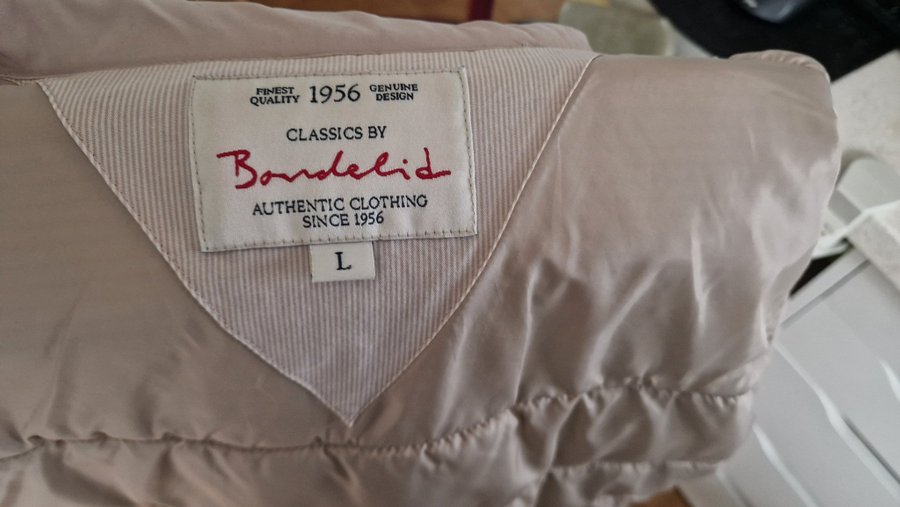 FINEST QUALITY 1956 GENUINE DESIGN
CLASSICS BY
Bondelid
AUTHENTIC CLOTHING
SINCE 1956
L